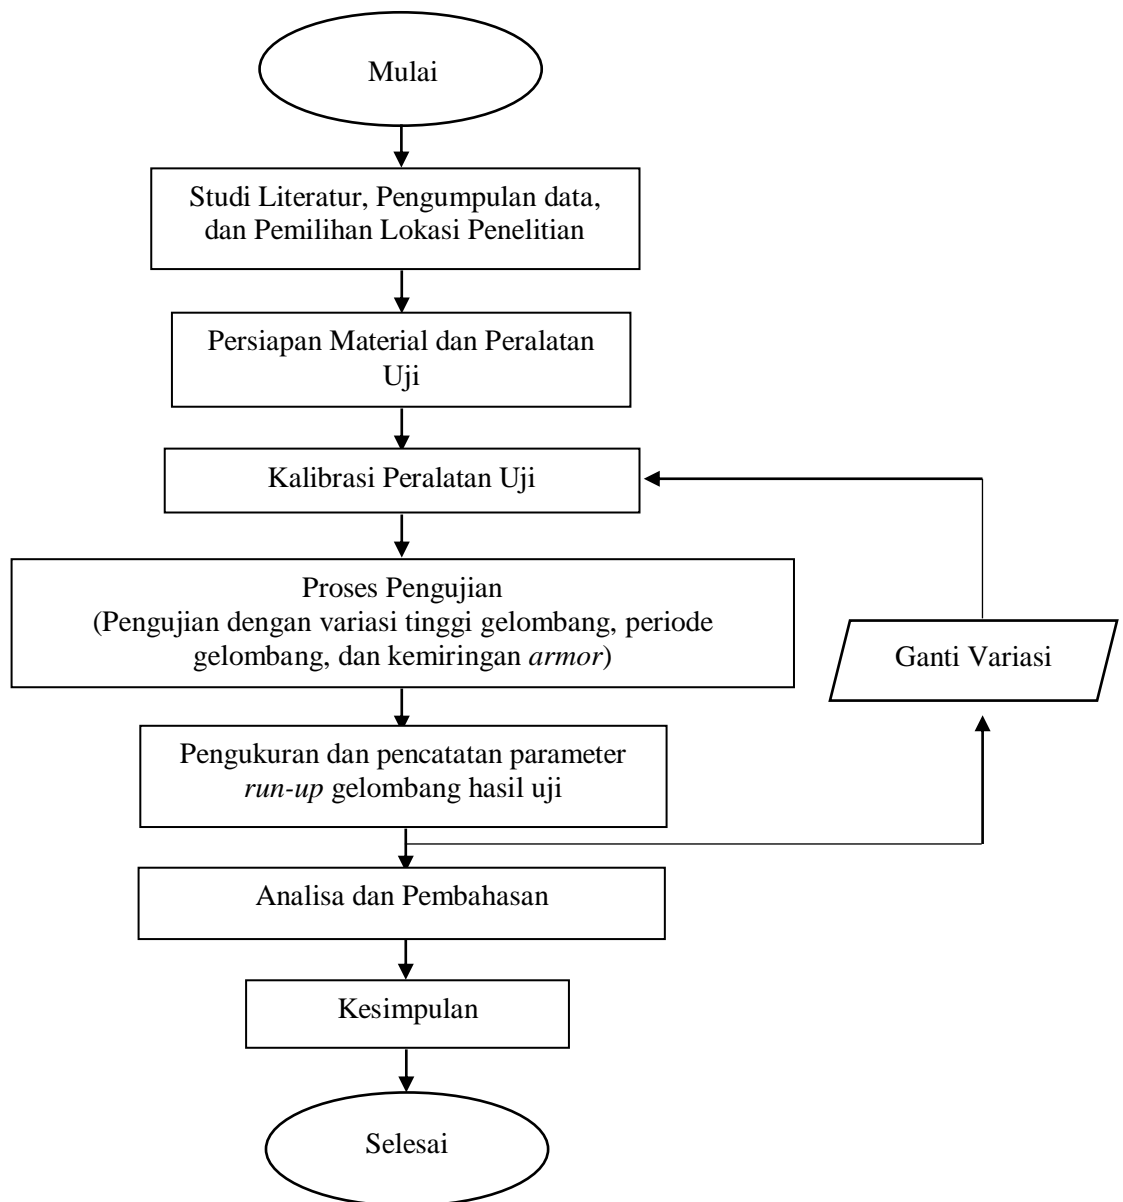 Mulai
Studi Literatur, Pengumpulan data,
dan Pemilihan Lokasi Penelitian
Persiapan Material dan Peralatan
Uji
Kalibrasi Peralatan Uji
Proses Pengujian
(Pengujian dengan variasi tinggi gelombang, periode
gelombang, dan kemiringan armor)
Ganti Variasi
Pengukuran dan pencatatan parameter
run-up gelombang hasil uji
Analisa dan Pembahasan
Kesimpulan
Selesai